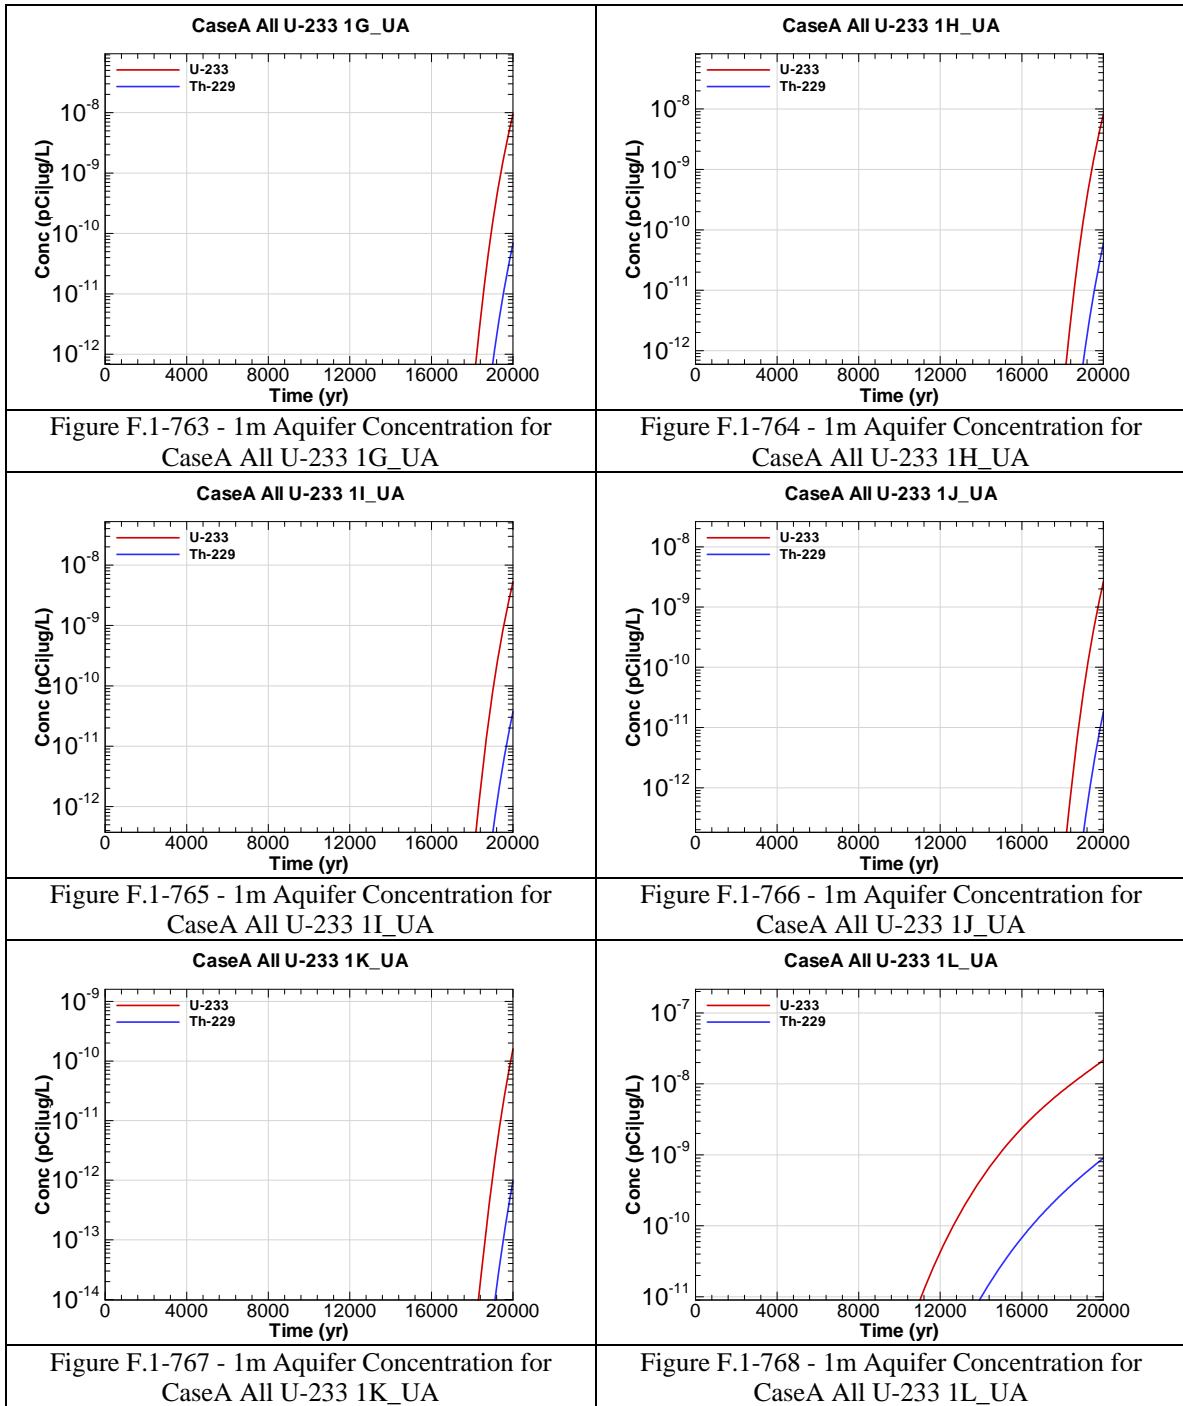 CaseA All U-233 1G_UA
U-233
Th-229
10^-8
10^-9
10^-10
10^-11
10^-12
Conc (pCi|ug/L)
0 4000 8000 12000 16000 20000
Time (yr)
Figure F.1-763 - 1m Aquifer Concentration for
CaseA All U-233 1G_UA
CaseA All U-233 1H_UA
U-233
Th-229
10^-8
10^-9
10^-10
10^-11
10^-12
Conc (pCi|ug/L)
0 4000 8000 12000 16000 20000
Time (yr)
Figure F.1-764 - 1m Aquifer Concentration for
CaseA All U-233 1H_UA
CaseA All U-233 1I_UA
U-233
Th-229
10^-8
10^-9
10^-10
10^-11
10^-12
Conc (pCi|ug/L)
0 4000 8000 12000 16000 20000
Time (yr)
Figure F.1-765 - 1m Aquifer Concentration for
CaseA All U-233 1I_UA
CaseA All U-233 1J_UA
U-233
Th-229
10^-8
10^-9
10^-10
10^-11
10^-12
Conc (pCi|ug/L)
0 4000 8000 12000 16000 20000
Time (yr)
Figure F.1-766 - 1m Aquifer Concentration for
CaseA All U-233 1J_UA
CaseA All U-233 1K_UA
U-233
Th-229
10^-9
10^-10
10^-11
10^-12
10^-13
10^-14
Conc (pCi|ug/L)
0 4000 8000 12000 16000 20000
Time (yr)
Figure F.1-767 - 1m Aquifer Concentration for
CaseA All U-233 1K_UA
CaseA All U-233 1L_UA
U-233
Th-229
10^-7
10^-8
10^-9
10^-10
10^-11
Conc (pCi|ug/L)
0 4000 8000 12000 16000 20000
Time (yr)
Figure F.1-768 - 1m Aquifer Concentration for
CaseA All U-233 1L_UA